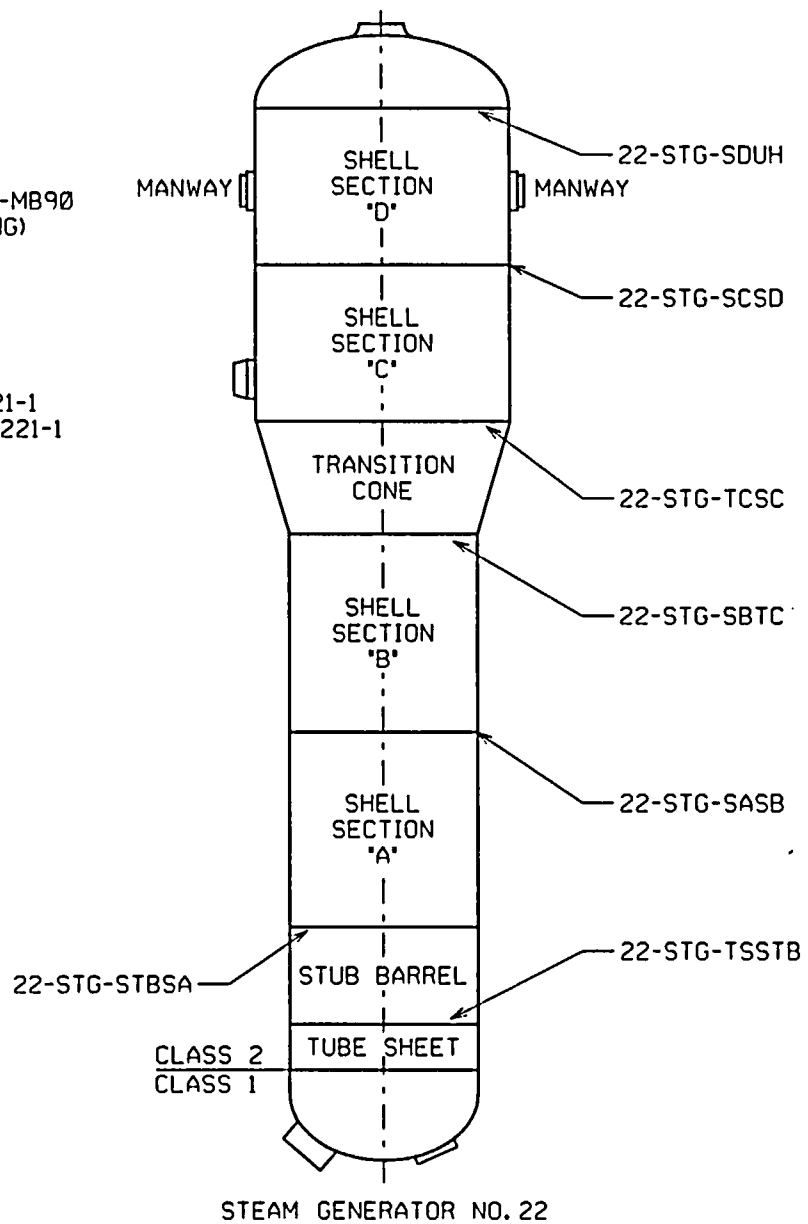 22-STG-SDUH
SHELL
SECTION
"D"
MANWAY
MANWAY
-MB90
22-STG-SCSD
SHELL
SECTION
"C"
21-1
221-1
TRANSITION
CONE
22-STG-TCSC
22-STG-SBTC
SHELL
SECTION
"B"
22-STG-SASB
SHELL
SECTION
"A"
22-STG-TSSTB
22-STG-STBSA
STUB BARREL
TUBE SHEET
CLASS 2
CLASS 1
STEAM GENERATOR NO. 22